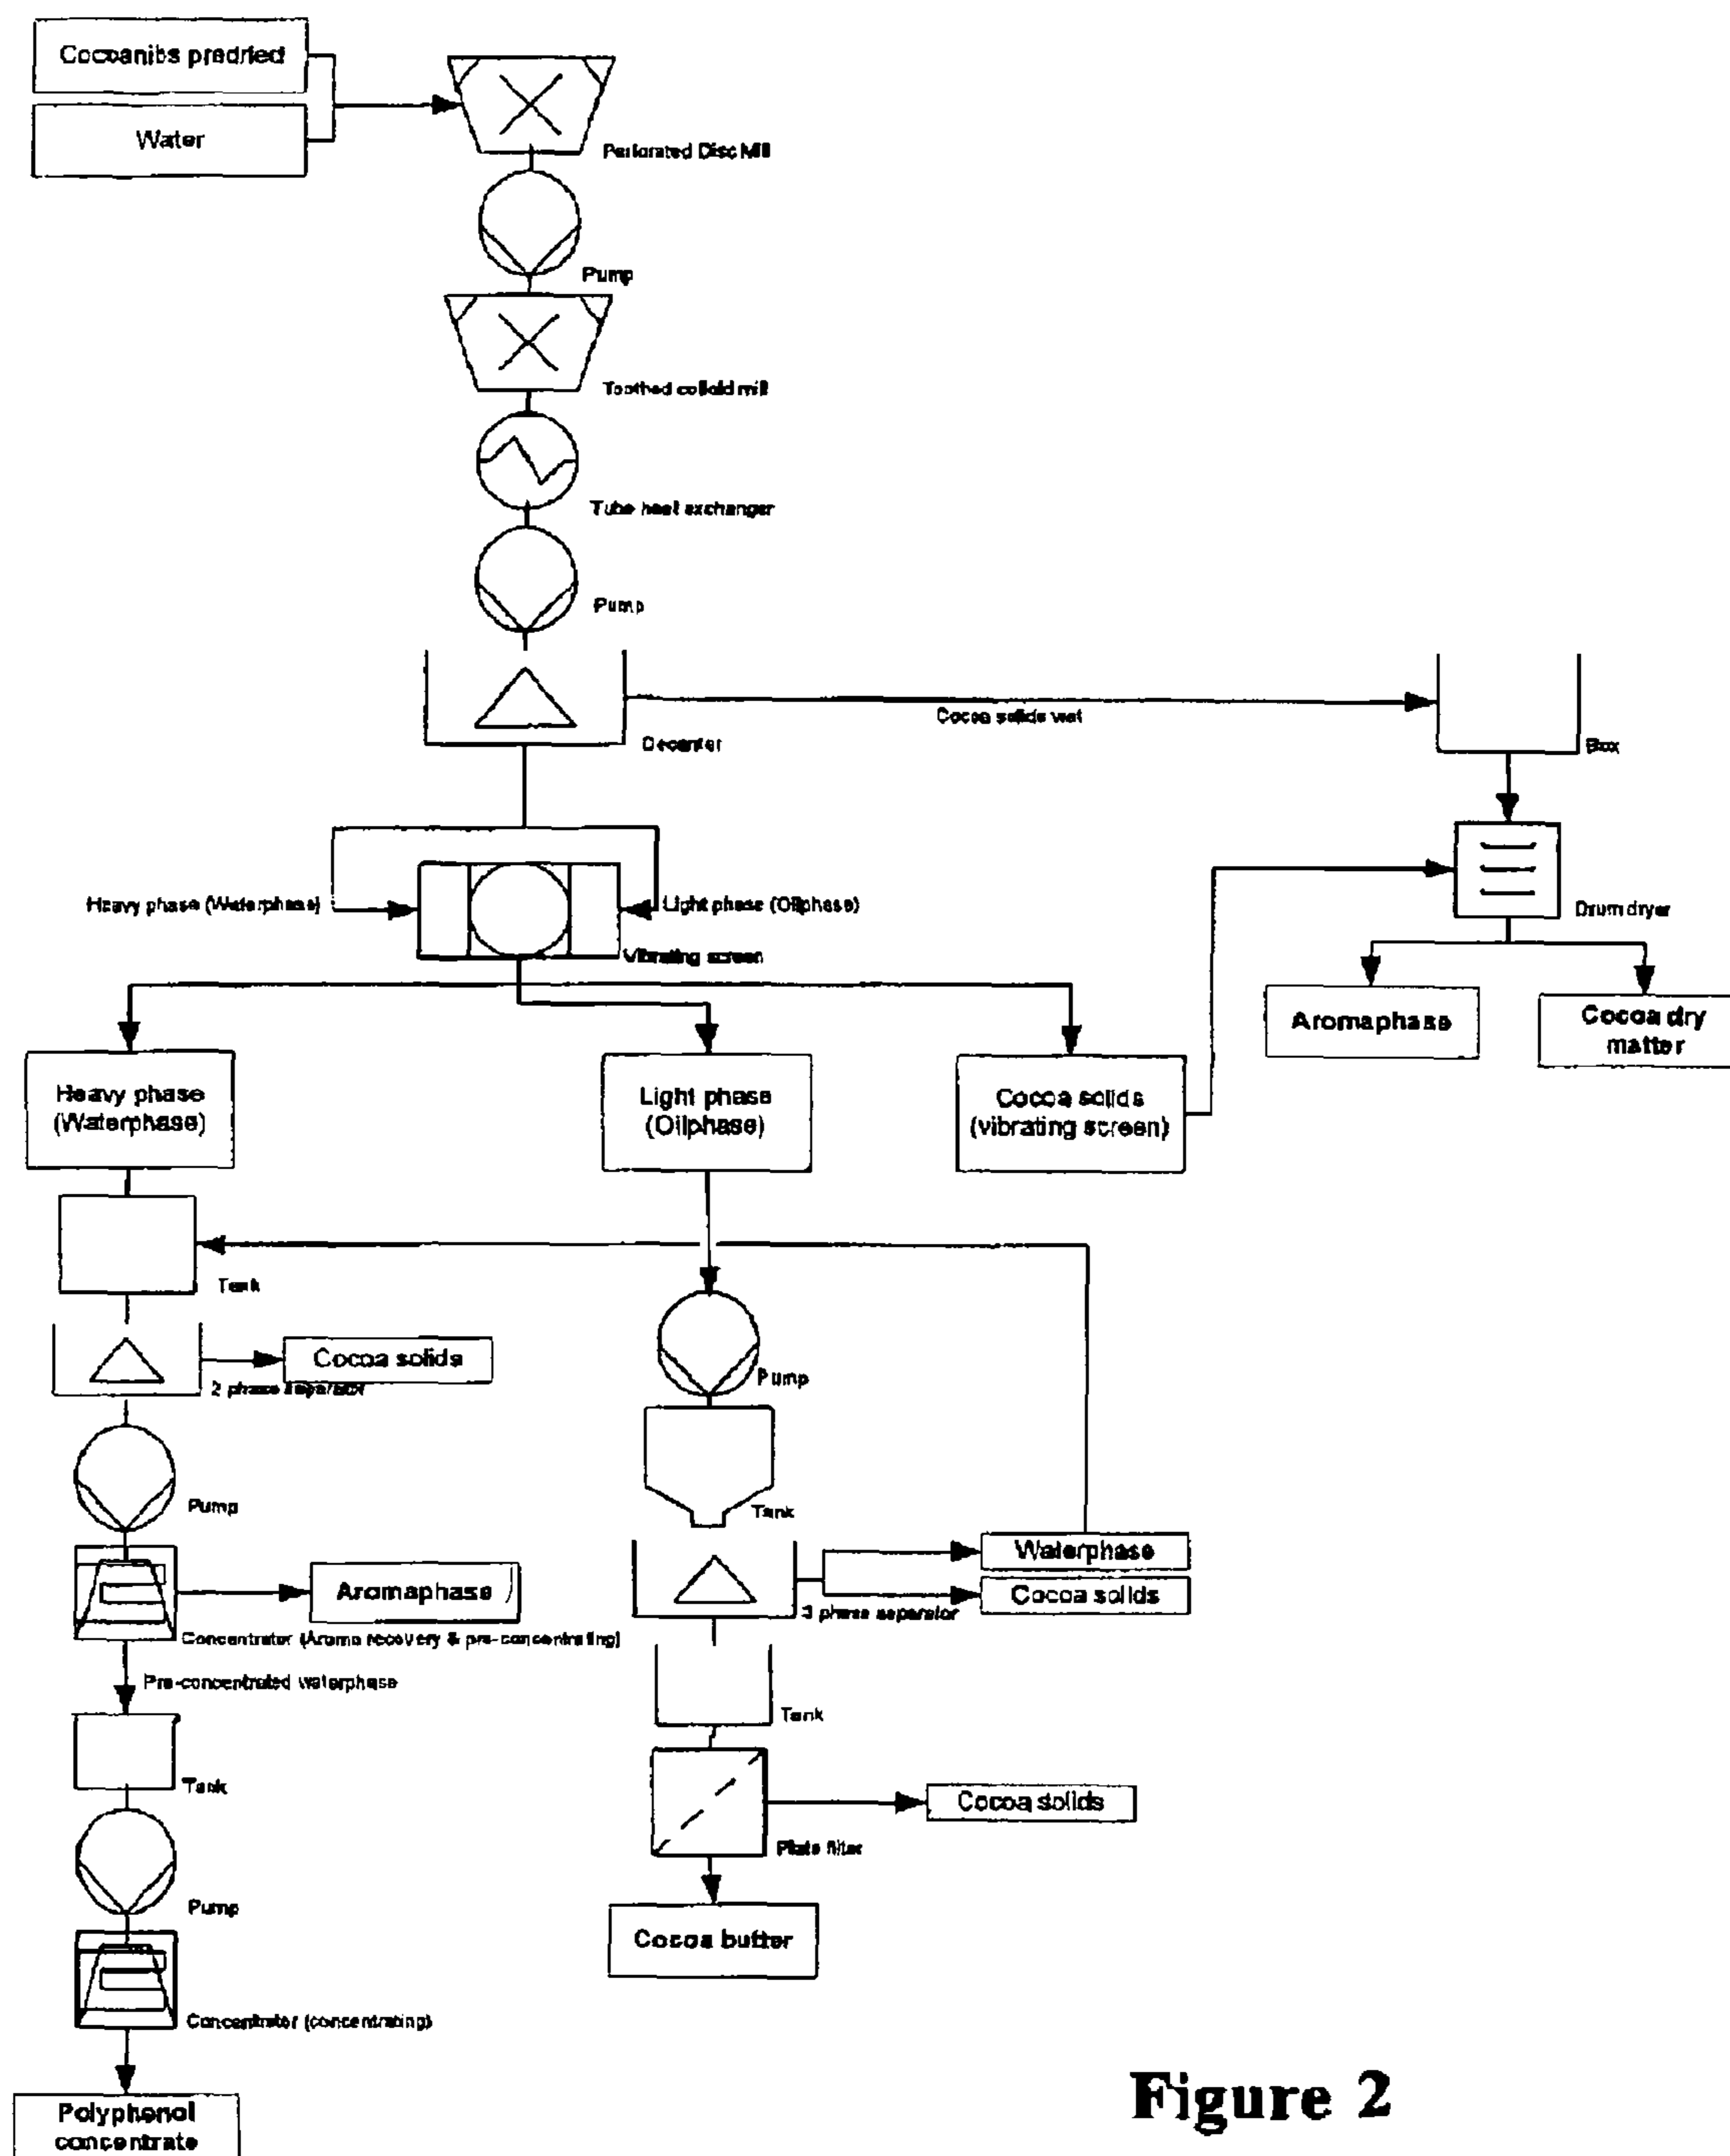 Cocoanibs predried
Water
Perforated Disc Mill
Pump
Toothed colloid mill
Tube heat exchanger
Pump
Decanter
Cocoa solids wet
Box
Heavy phase (Waterphase)
Light phase (Oilphase)
Vibrating screen
Drum dryer
Aromaphase
Cocoa dry
matter
Heavy phase
(Waterphase)
Light phase
(Oilphase)
Cocoa solids
(vibrating screen)
Tank
Cocoa solids
2 phase separator
Pump
Pump
Tank
Aromaphase
Concentrator (Aroma recovery & pre-concentrating)
Waterphase
Cocoa solids
3 phase separator
Pre-concentrated waterphase
Tank
Tank
Cocoa solids
Plate filter
Pump
Cocoa butter
Concentrator (concentrating)
Polyphenol
concentrate
Figure 2